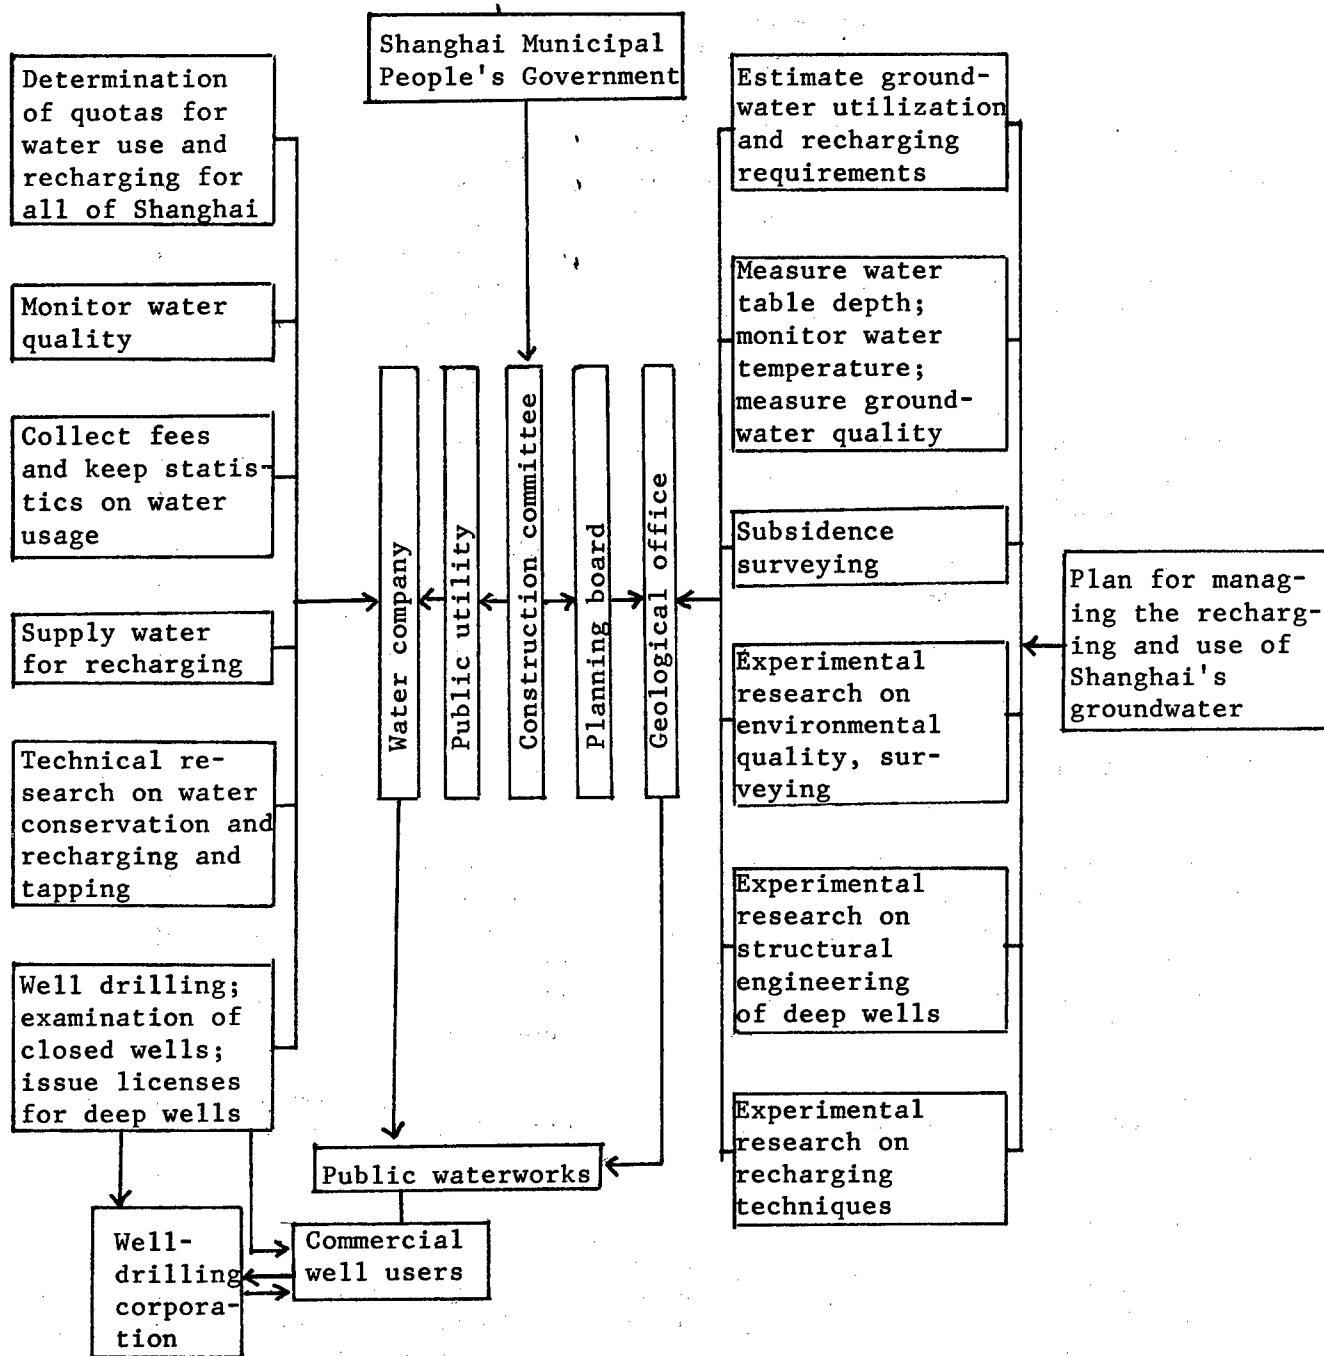 Shanghai Municipal
People's Government
Determination
of quotas for
water use and
recharging for
all of Shanghai
Monitor water
quality
Collect fees
and keep statis-
tics on water
usage
Supply water
for recharging
Technical re-
search on water
conservation and
recharging and
tapping
Well drilling;
examination of
closed wells;
issue licenses
for deep wells
Well-
drilling
corpora-
tion
Water company
Public utility
Construction committee
Planning board
Geological office
Public waterworks
Commercial
well users
Estimate ground-
water utilization
and recharging
requirements
Measure water
table depth;
monitor water
temperature;
measure ground-
water quality
Subsidence
surveying
Experimental
research on
environmental
quality, sur-
veying
Experimental
research on
structural
engineering
of deep wells
Experimental
research on
recharging
techniques
Plan for manag-
ing the recharg-
ing and use of
Shanghai's
groundwater